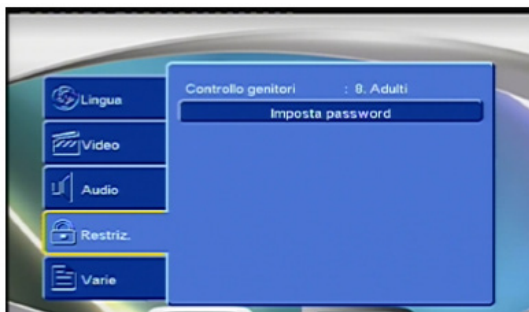 Lingua
Video
Audio
Restriz.
Varie
Controllo genitori : 8. Adulti
Imposta password